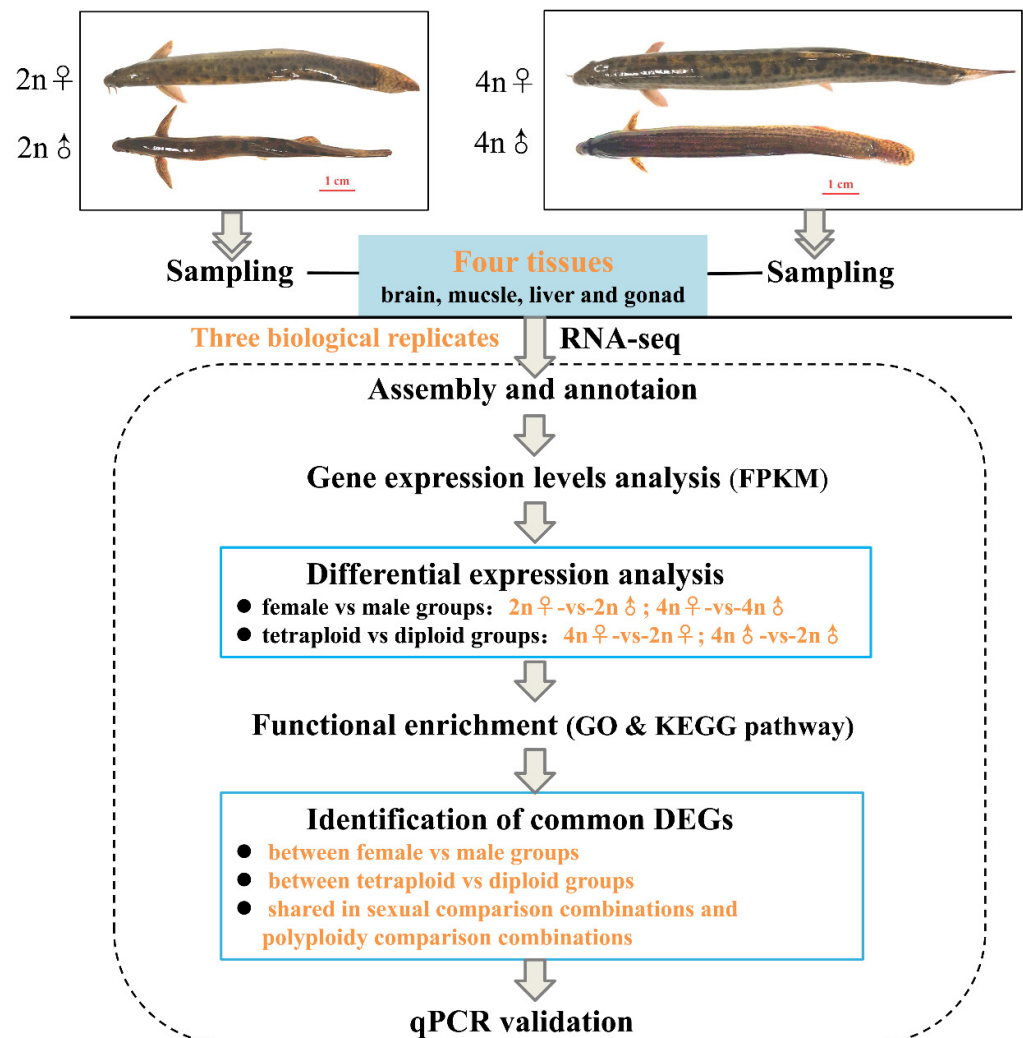 2n♀
2n♂
1 cm
4n♀
4n♂
1 cm
Sampling
Four tissues
brain, mucsle, liver and gonad
Sampling
Three biological replicates
RNA-seq
Assembly and annotaion
Gene expression levels analysis (FPKM)
Differential expression analysis
● female vs male groups：2n♀-vs-2n♂; 4n♀-vs-4n♂
● tetraploid vs diploid groups：4n♀-vs-2n♀; 4n♂-vs-2n♂
Functional enrichment (GO & KEGG pathway)
Identification of common DEGs
● between female vs male groups
● between tetraploid vs diploid groups
● shared in sexual comparison combinations and
polyploidy comparison combinations
qPCR validation